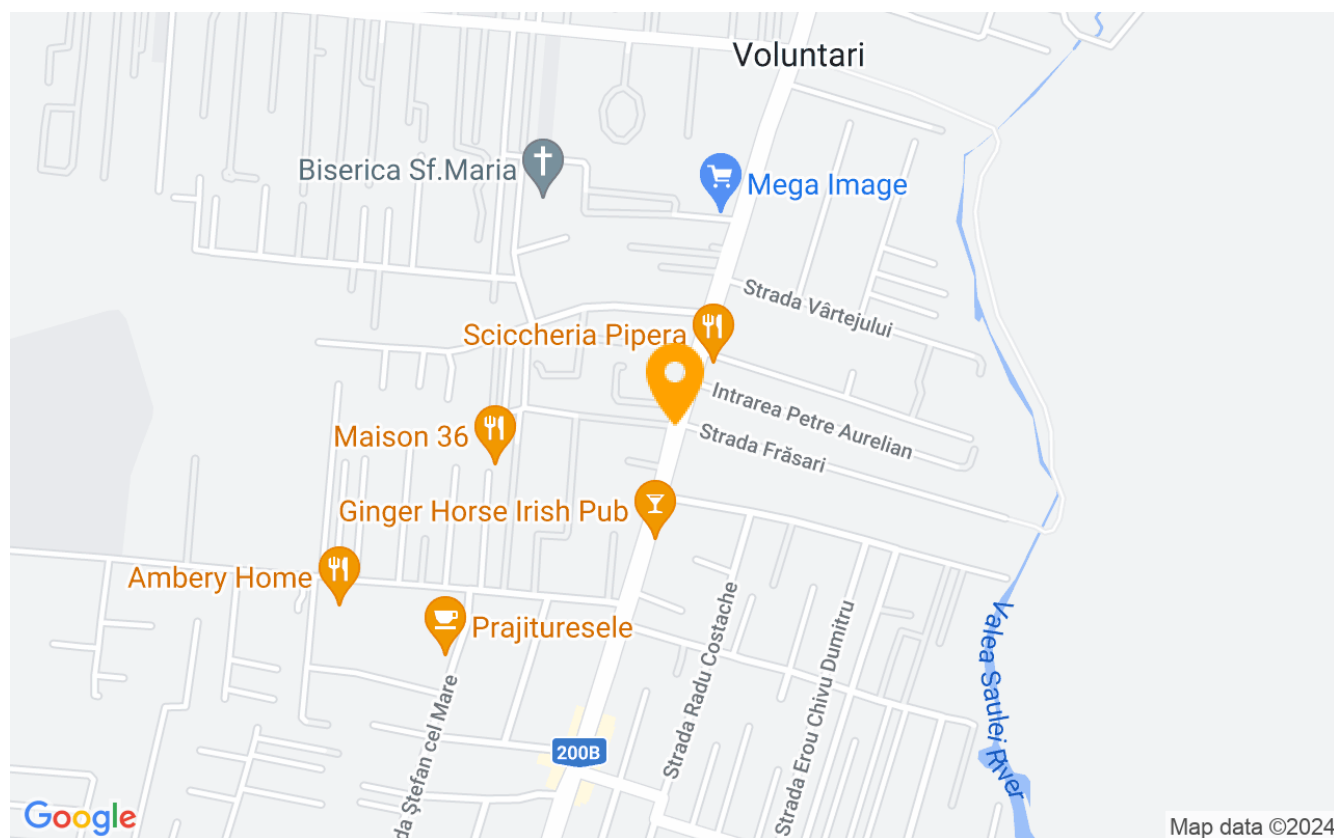 Voluntari
Biserica Sf.Maria
Mega Image
Strada Vârtejului
Sciccheria Pipera
Intrarea Petre Aurelian
Strada Frăsari
Maison 36
Ginger Horse Irish Pub
Ambery Home
Prajituresele
Strada Radu Costache
Strada Erou Chivu Dumitru
Valea Saulei River
da Ștefan cel Mare
200B
Google
Map data ©2024